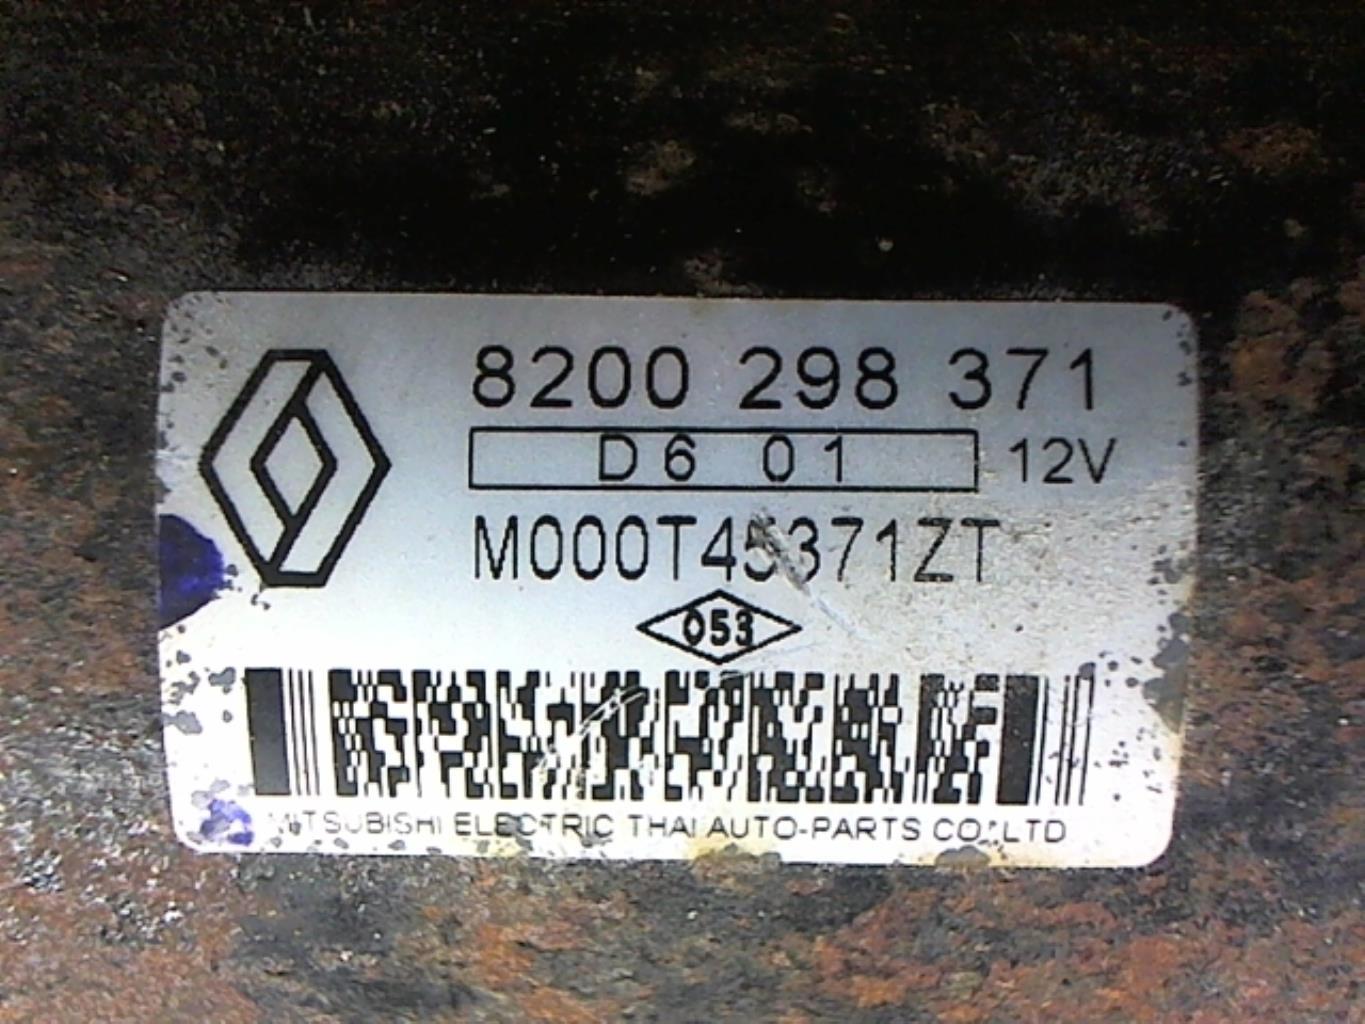 8200 298 371
D6 01 12V
M000T45371ZT
053
MITSUBISHI ELECTRIC THAI AUTO-PARTS CO.,LTD